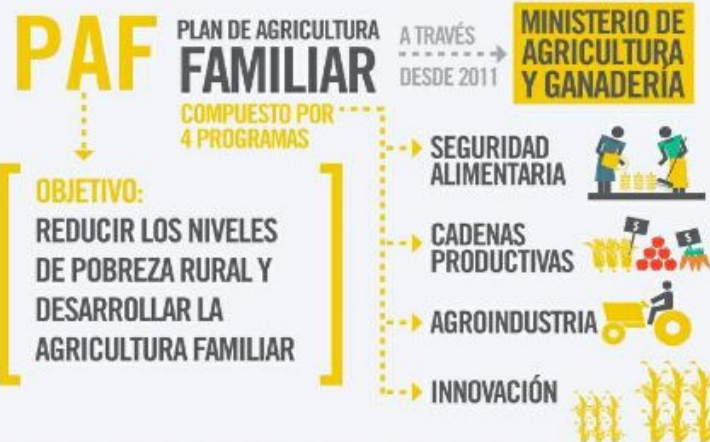 PAF
PLAN DE AGRICULTURA
FAMILIAR
COMPUESTO POR
4 PROGRAMAS
A TRAVÉS
DESDE 2011
MINISTERIO DE
AGRICULTURA
Y GANADERÍA
OBJETIVO:
REDUCIR LOS NIVELES
DE POBREZA RURAL Y
DESARROLLAR LA
AGRICULTURA FAMILIAR
SEGURIDAD
ALIMENTARIA
CADENAS
PRODUCTIVAS
$
$
AGROINDUSTRIA
INNOVACIÓN